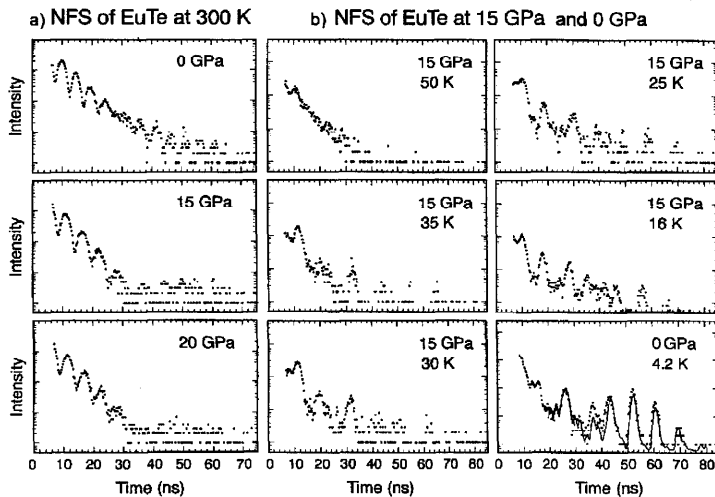 a) NFS of EuTe at 300 K
b) NFS of EuTe at 15 GPa and 0 GPa
Intensity
0 GPa
15 GPa
50 K
15 GPa
25 K
Intensity
15 GPa
15 GPa
35 K
15 GPa
16 K
Intensity
20 GPa
15 GPa
30 K
0 GPa
4.2 K
0 10 20 30 40 50 60 70
0 10 20 30 40 50 60 70 80
0 10 20 30 40 50 60 70 80
Time (ns)
Time (ns)
Time (ns)